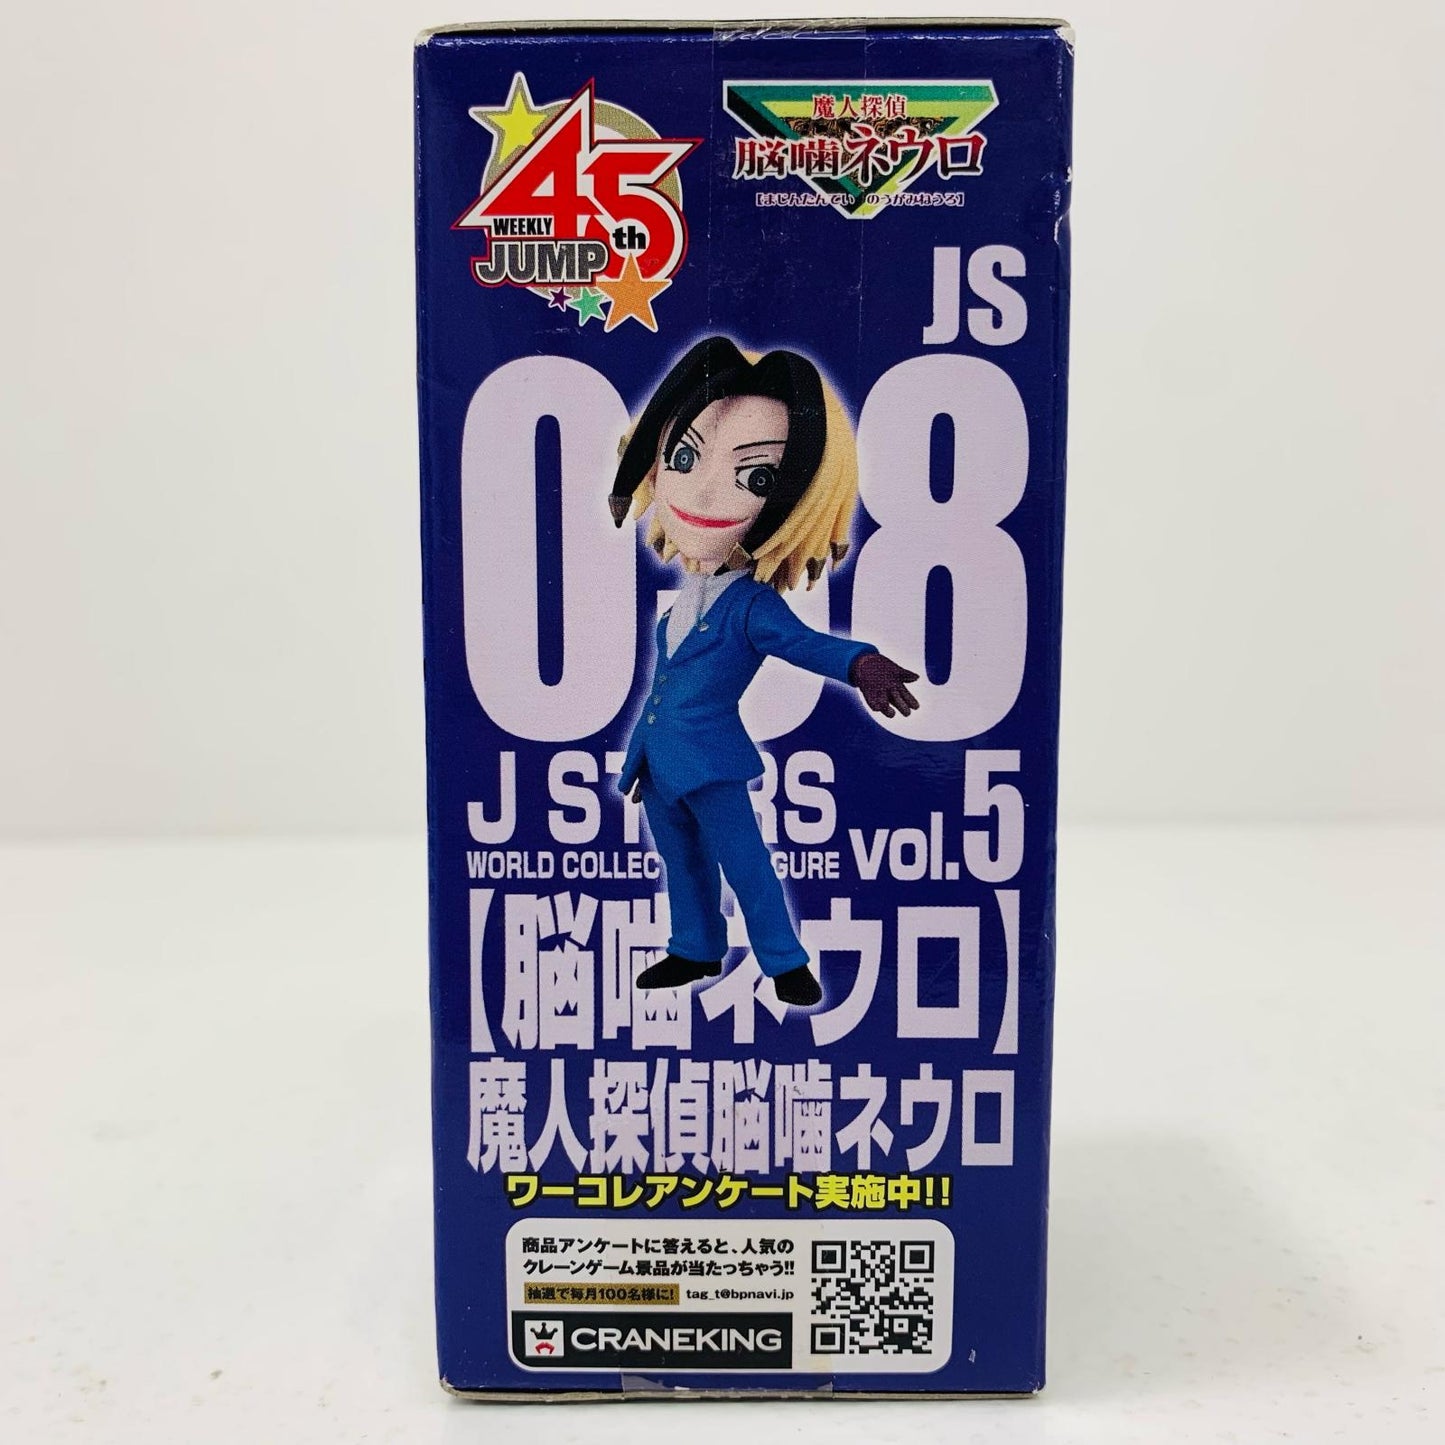 45th
WEEKLY
JUMP
魔人探偵
脳噛ネウロ
【まじんたんてい のうがみねうろ】
JS
0 8
J ST RS
WORLD COLLEC GURE vol.5
【脳噛ネウロ】
魔人探偵脳噛ネウロ
ワーコレアンケート実施中!!
商品アンケートに答えると、人気の
クレーンゲーム景品が当たっちゃう!!
抽選で毎月100名様に! tag_t@bpnavi.jp
CRANEKING